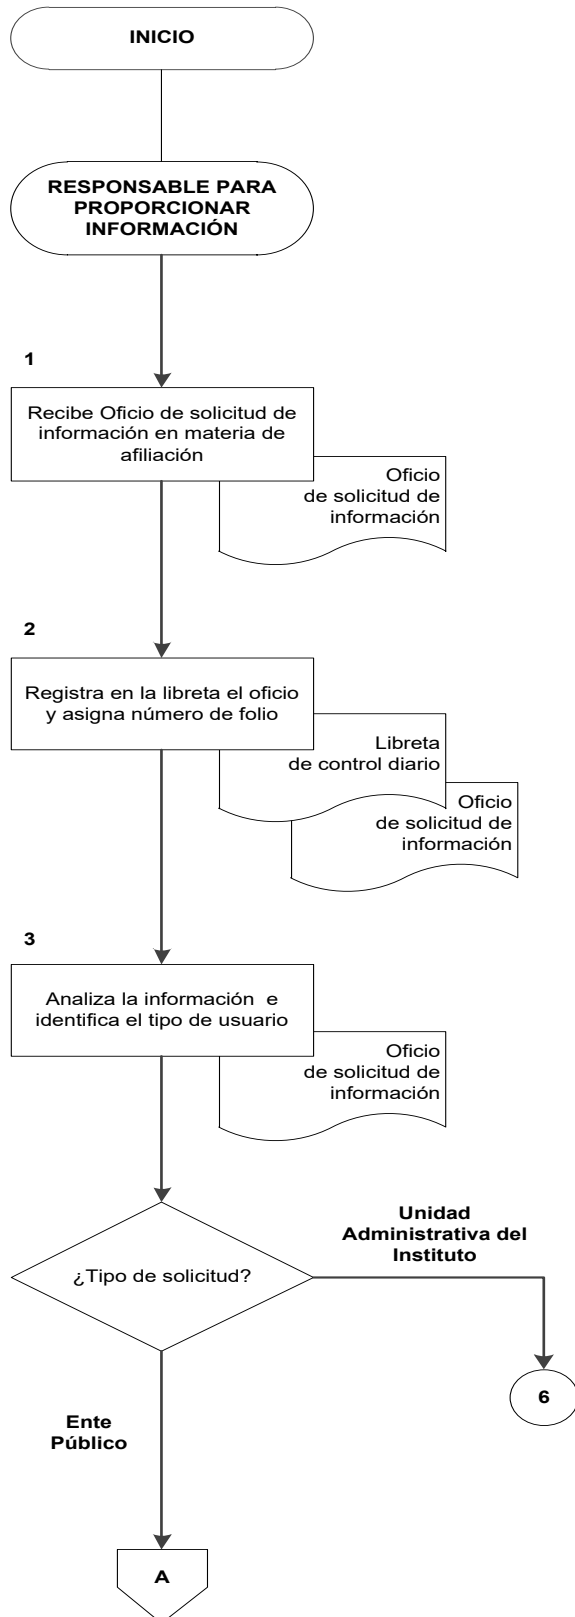 INICIO
RESPONSABLE PARA
PROPORCIONAR
INFORMACIÓN
1
Recibe Oficio de solicitud de
información en materia de
afiliación
Oficio
de solicitud de
información
2
Registra en la libreta el oficio
y asigna número de folio
Libreta
de control diario
Oficio
de solicitud de
información
3
Analiza la información e
identifica el tipo de usuario
Oficio
de solicitud de
información
¿Tipo de solicitud?
Unidad
Administrativa del
Instituto
6
Ente
Público
A